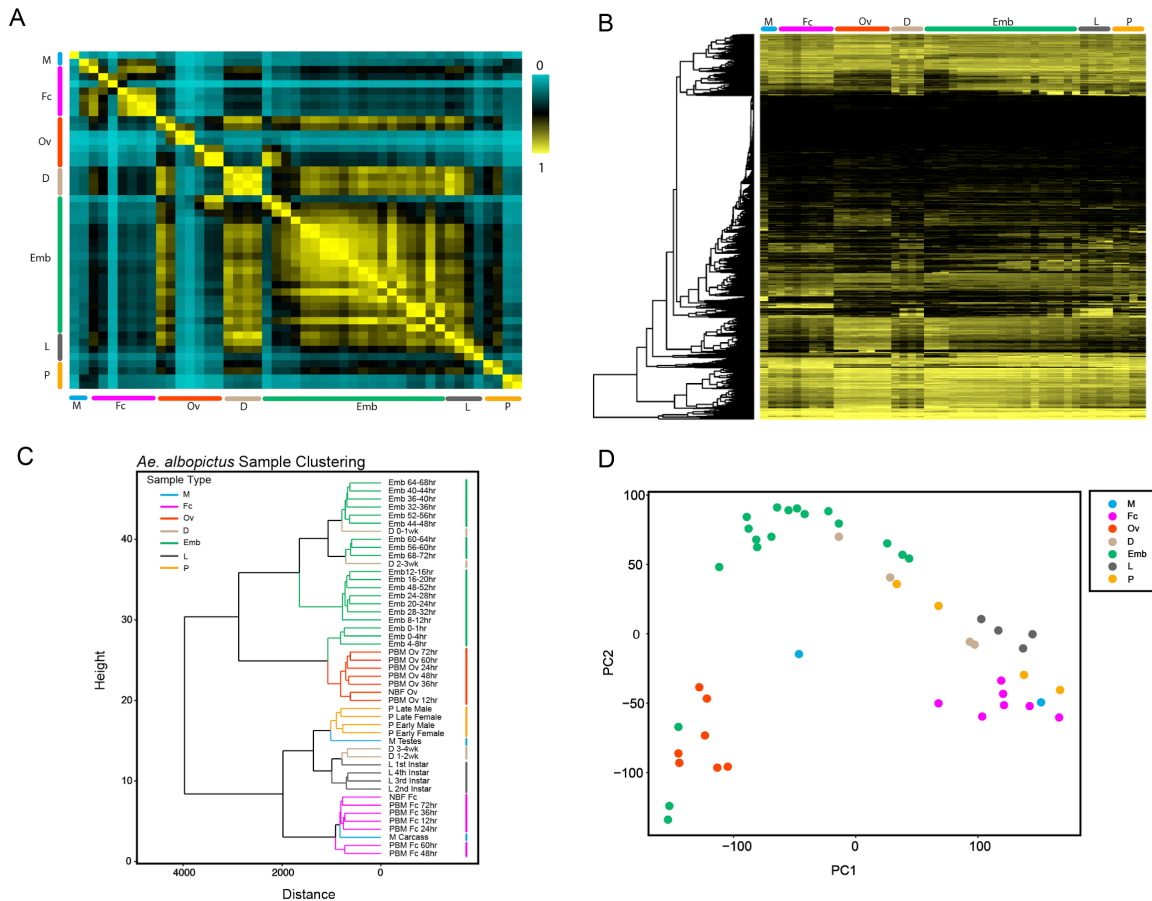 A
M
Fc
Ov
D
Emb
L
P
M Fc Ov D Emb L P
0
1
B
M Fc Ov D Emb L P
C
Ae. albopictus Sample Clustering
Sample Type
M
Fc
Ov
D
Emb
L
P
Emb 64-68hr
Emb 40-44hr
Emb 36-40hr
Emb 32-36hr
Emb 52-56hr
Emb 44-48hr
D 0-1wk
Emb 60-64hr
Emb 56-60hr
Emb 68-72hr
D 2-3wk
Emb12-16hr
Emb 16-20hr
Emb 48-52hr
Emb 24-28hr
Emb 20-24hr
Emb 28-32hr
Emb 8-12hr
Emb 0-1hr
Emb 0-4hr
Emb 4-8hr
PBM Ov 72hr
PBM Ov 60hr
PBM Ov 24hr
PBM Ov 48hr
PBM Ov 36hr
NBF Ov
PBM Ov 12hr
P Late Male
P Late Female
P Early Male
P Early Female
M Testes
D 3-4wk
D 1-2wk
L 1st Instar
L 4th Instar
L 3rd Instar
L 2nd Instar
NBF Fc
PBM Fc 72hr
PBM Fc 36hr
PBM Fc 12hr
PBM Fc 24hr
M Carcass
PBM Fc 60hr
PBM Fc 48hr
Height
40
30
20
10
0
4000 2000 0
Distance
D
PC2
100
50
0
−50
−100
−100 0 100
PC1
M
Fc
Ov
D
Emb
L
P